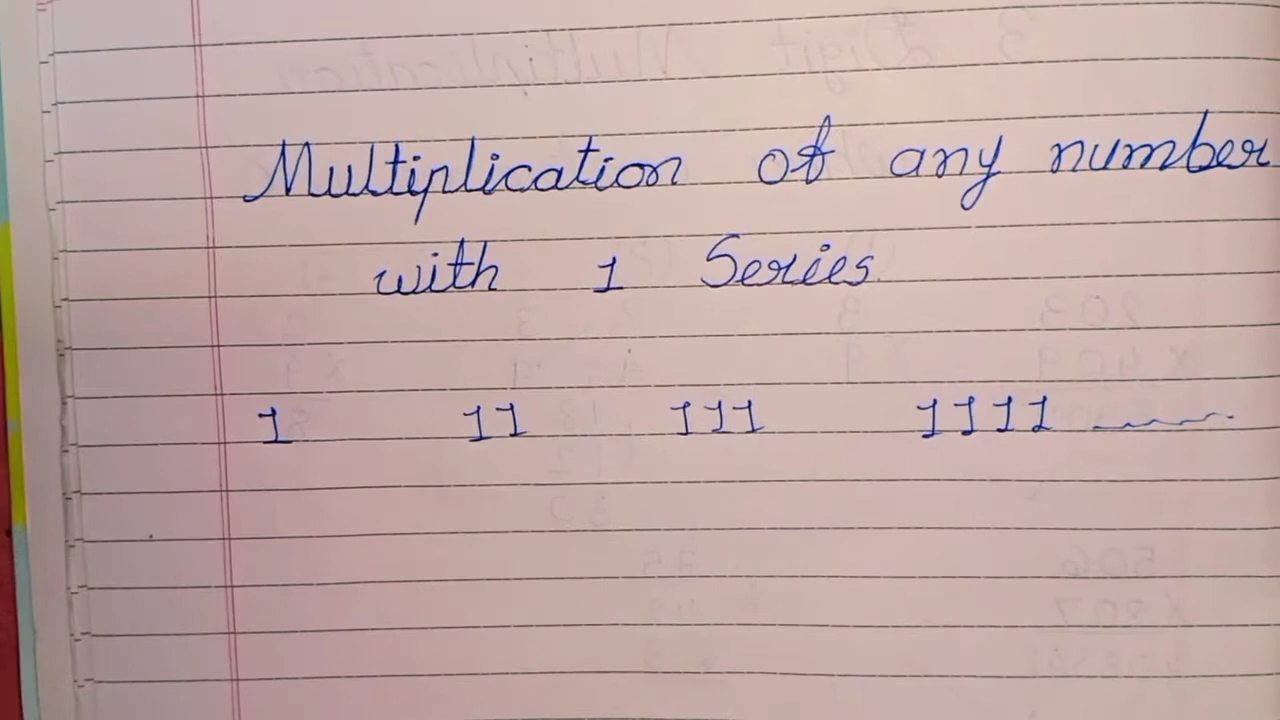 Multiplication of any number
with 1 Series
1 11 111 1111 ........